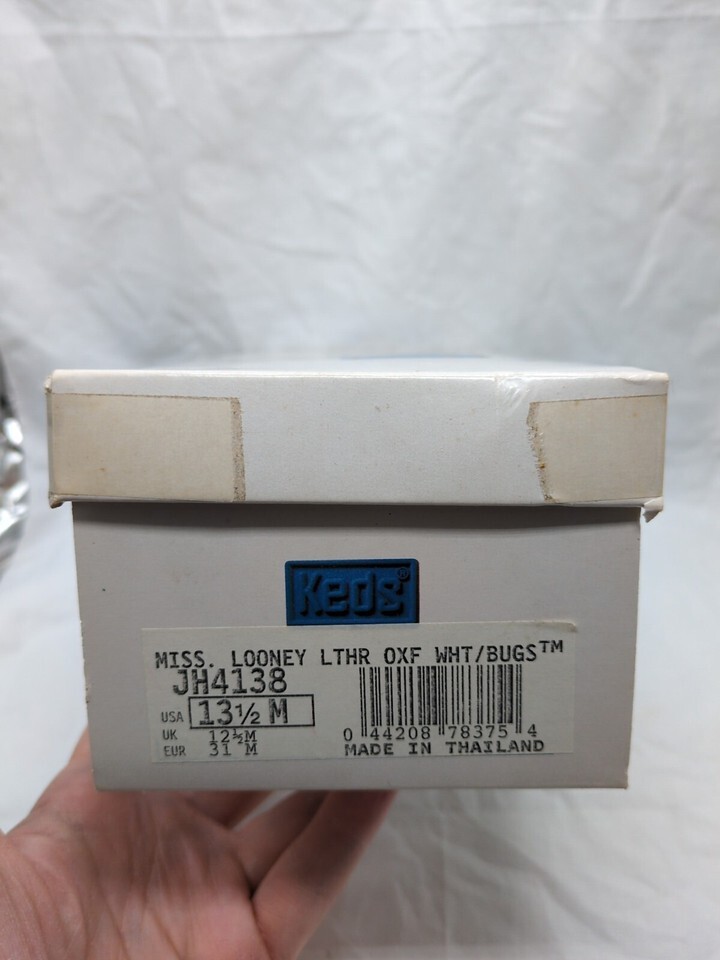 Keds®
MISS. LOONEY LTHR OXF WHT/BUGS™
JH4138
USA 13½ M
UK 12½M
EUR 31 M
0 44208 78375 4
MADE IN THAILAND